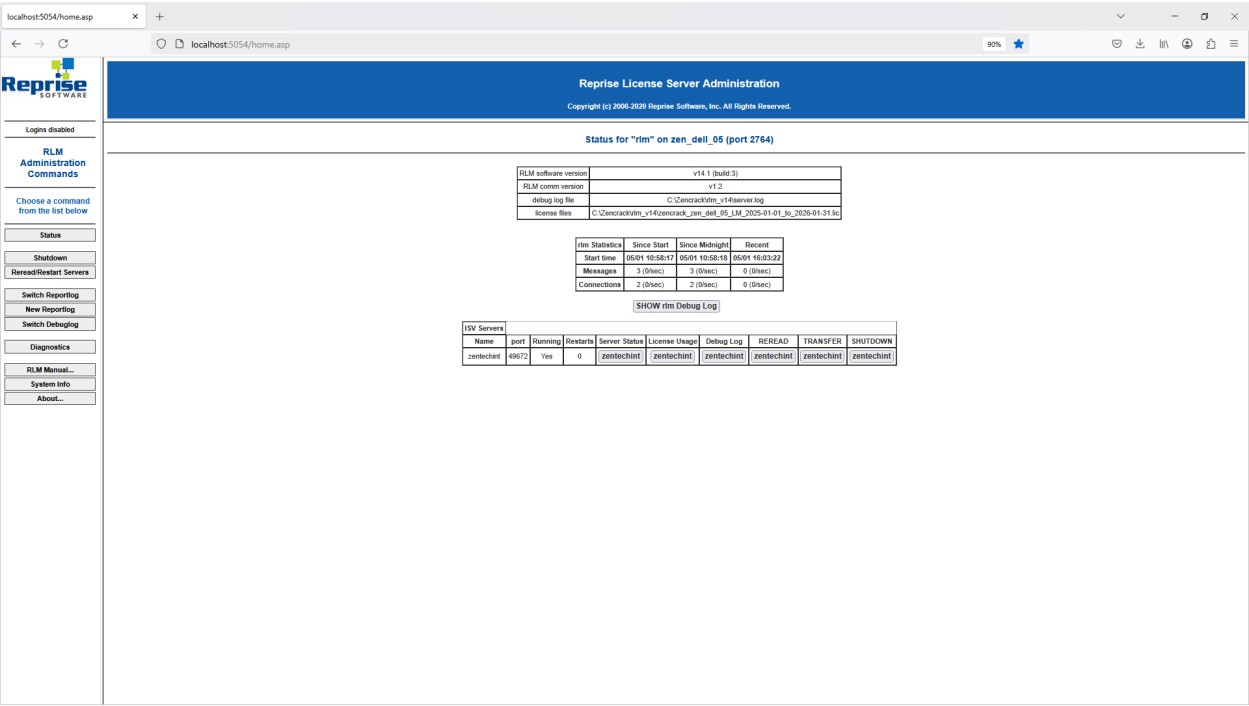 localhost:5054/home.asp
localhost:5054/home.asp
90%
Reprise
SOFTWARE
Reprise License Server Administration
Copyright (c) 2006-2020 Reprise Software, Inc. All Rights Reserved.
Logins disabled
RLM
Administration
Commands
Choose a command
from the list below
Status
Shutdown
Reread/Restart Servers
Switch Reportlog
New Reportlog
Switch Debuglog
Diagnostics
RLM Manual...
System Info
About...
Status for "rlm" on zen_dell_05 (port 2764)
RLM software version v14.1 (build:3)
RLM comm version v1.2
debug log file C:\Zencrack\rlm_v14\server.log
license files C:\Zencrack\rlm_v14\zencrack_zen_dell_05_LM_2025-01-01_to_2026-01-31.lic
rlm Statistics Since Start Since Midnight Recent
Start time 05/01 10:58:17 05/01 10:58:18 05/01 16:03:22
Messages 3 (0/sec) 3 (0/sec) 0 (0/sec)
Connections 2 (0/sec) 2 (0/sec) 0 (0/sec)
SHOW rlm Debug Log
ISV Servers
Name port Running Restarts Server Status License Usage Debug Log REREAD TRANSFER SHUTDOWN
zentechint 49672 Yes 0 zentechint zentechint zentechint zentechint zentechint zentechint